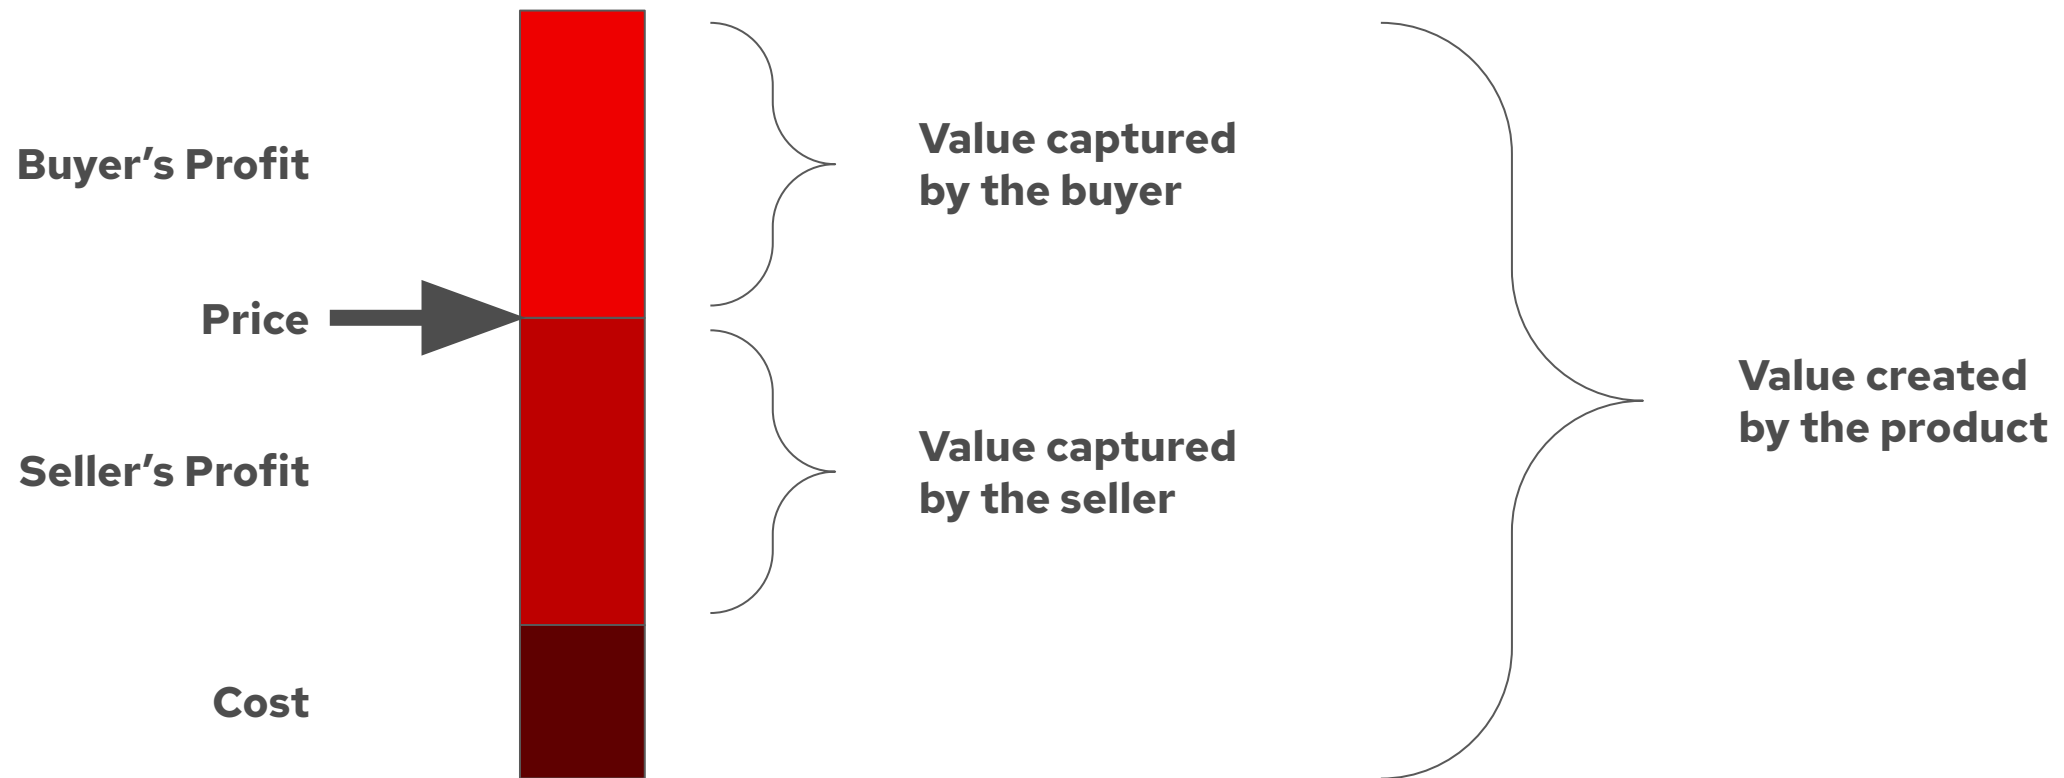 Buyer’s Profit
Price
Seller’s Profit
Cost
Value captured
by the buyer
Value captured
by the seller
Value created
by the product